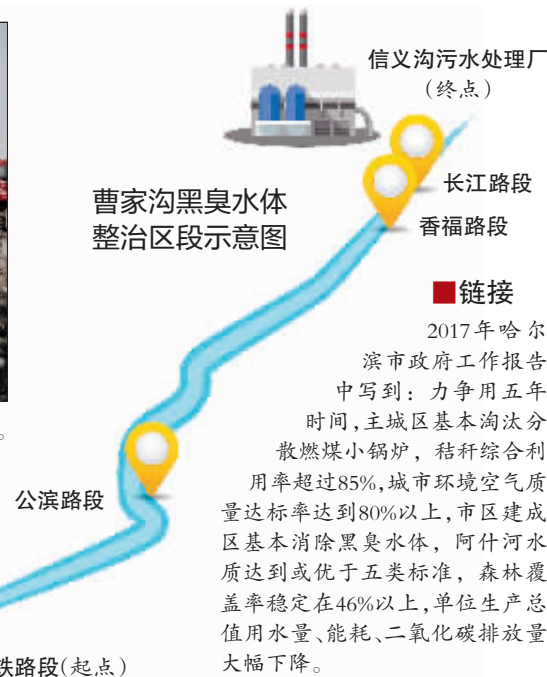 信义沟污水处理厂
（终点）
长江路段
香福路段
曹家沟黑臭水体
整治区段示意图
■链接
2017年哈尔
滨市政府工作报告
中写到：力争用五年
时间,主城区基本淘汰分
散燃煤小锅炉，秸秆综合利
用率超过85%,城市环境空气质
量达标率达到80%以上,市区建成
区基本消除黑臭水体，阿什河水
质达到或优于五类标准，森林覆
盖率稳定在46%以上,单位生产总
值用水量、能耗、二氧化碳排放量
大幅下降。
。
公滨路段
铁路段(起点)